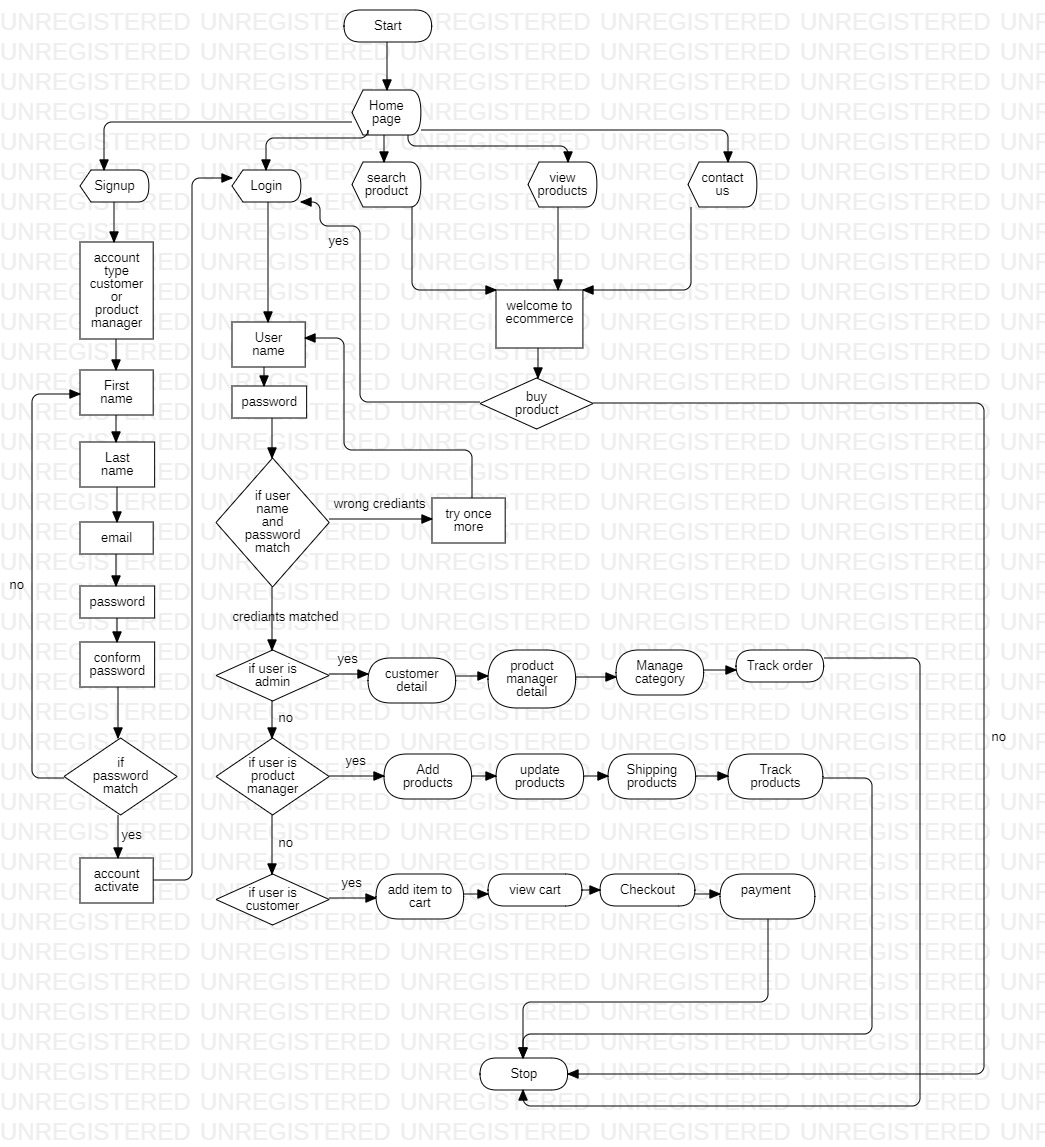 Start
Home
page
Signup
Login
search
product
view
products
contact
us
yes
account
type
customer
or
product
manager
welcome to
ecommerce
User
name
First
name
password
buy
product
Last
name
if user
name
and
password
match
wrong crediants
try once
more
email
no
password
crediants matched
conform
password
if user is
admin
yes
customer
detail
product
manager
detail
Manage
category
Track order
no
no
if
password
match
if user is
product
manager
yes
Add
products
update
products
Shipping
products
Track
products
yes
no
account
activate
if user is
customer
yes
add item to
cart
view cart
Checkout
payment
Stop
UNREGISTERED